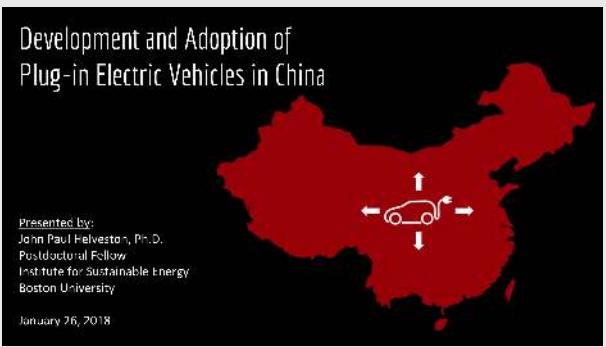 Development and Adoption of
Plug-in Electric Vehicles in China
Presented by:
John Paul Helveston, Ph.D.
Postdoctoral Fellow
Institute for Sustainable Energy
Boston University
January 26, 2018